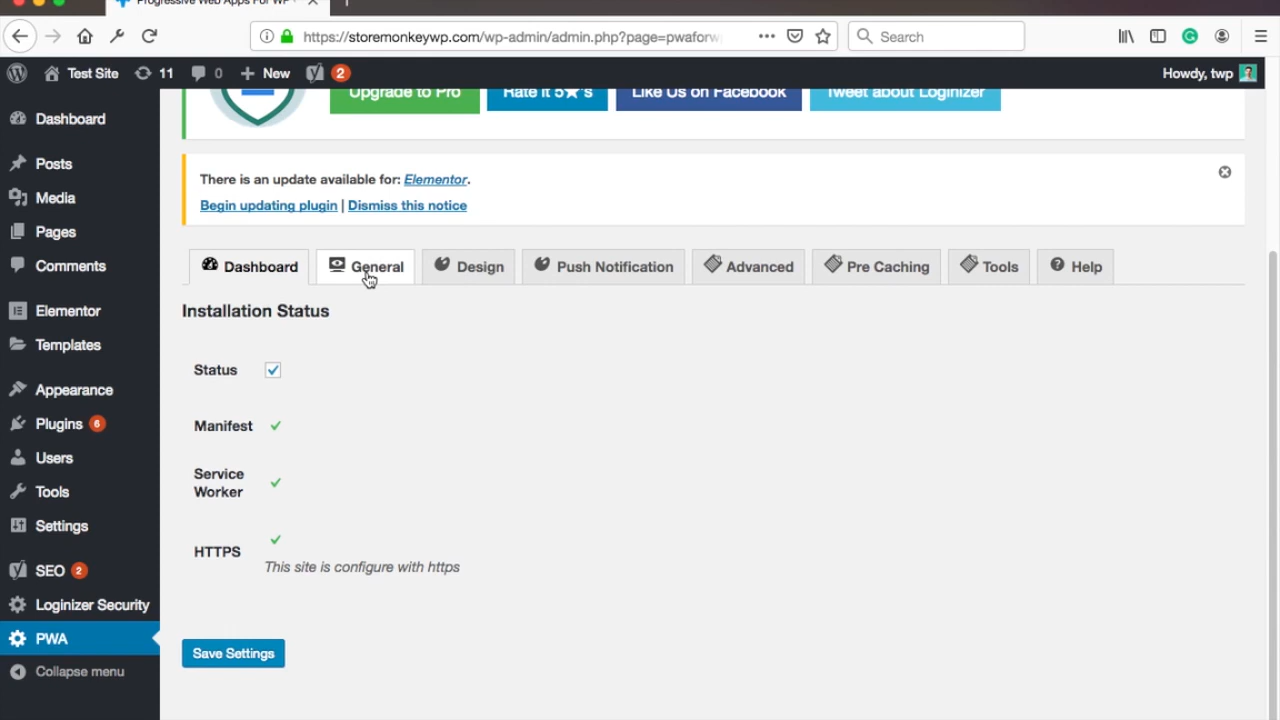 Progressive Web Apps For WP
https://storemonkeywp.com/wp-admin/admin.php?page=pwaforwp
Search
Test Site 11 0 New 2 Howdy, twp
Dashboard
Posts
Media
Pages
Comments
Elementor
Templates
Appearance
Plugins 6
Users
Tools
Settings
SEO 2
Loginizer Security
PWA
Collapse menu
Upgrade to Pro Rate it 5★'s Like Us on Facebook Tweet about Loginizer
There is an update available for: Elementor.
Begin updating plugin | Dismiss this notice
Dashboard General Design Push Notification Advanced Pre Caching Tools Help
Installation Status
Status
Manifest
Service
Worker
HTTPS
This site is configure with https
Save Settings